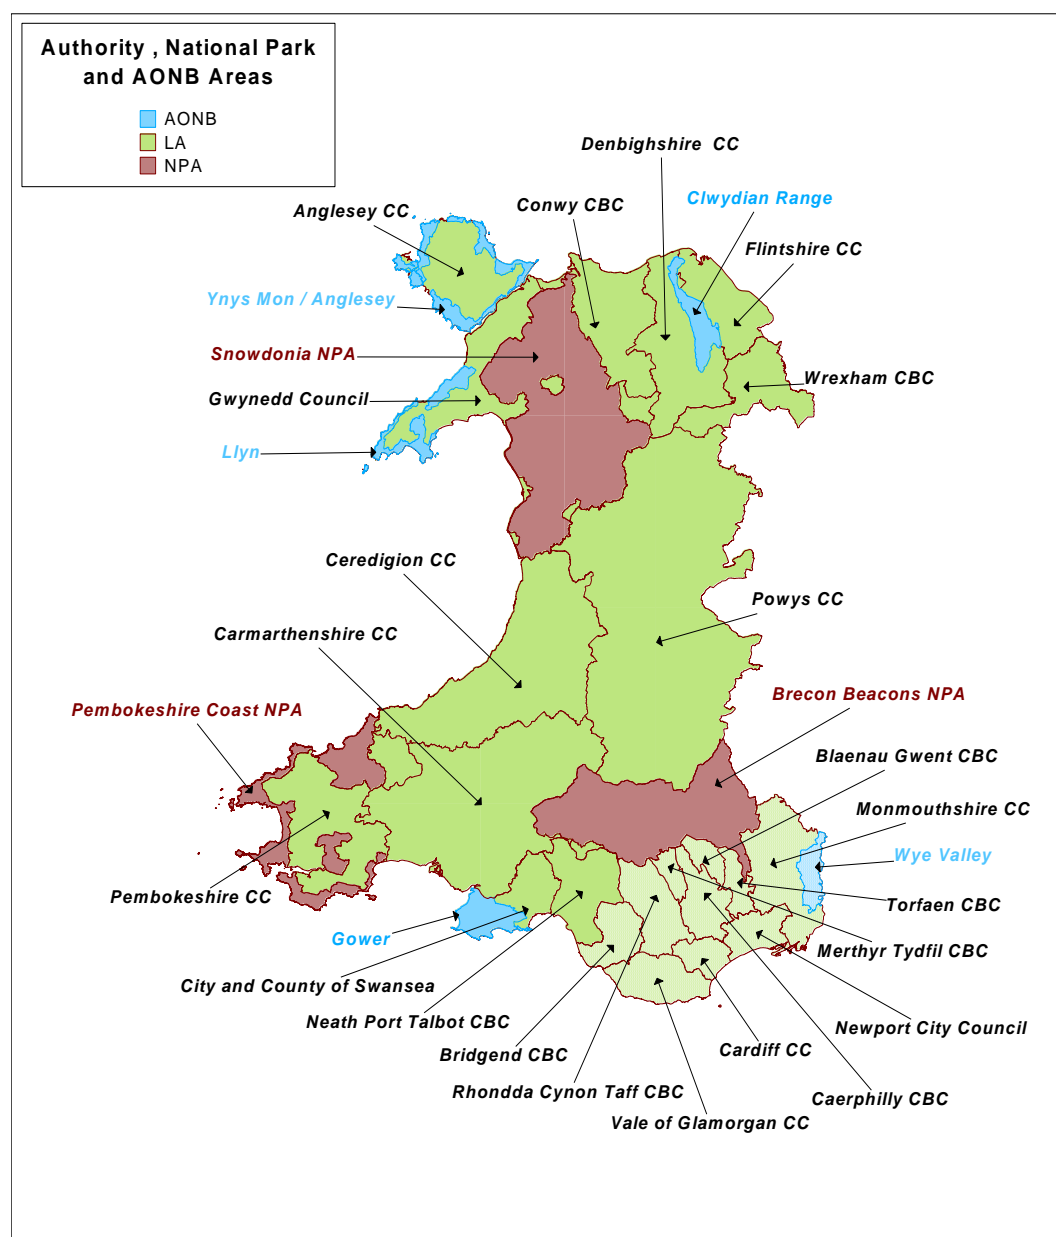 Authority , National Park
and AONB Areas
AONB
LA
NPA
Denbighshire CC
Clwydian Range
Anglesey CC
Conwy CBC
Flintshire CC
Ynys Mon / Anglesey
Snowdonia NPA
Wrexham CBC
Gwynedd Council
Llyn
Ceredigion CC
Powys CC
Carmarthenshire CC
Brecon Beacons NPA
Pembokeshire Coast NPA
Blaenau Gwent CBC
Monmouthshire CC
Wye Valley
Pembokeshire CC
Torfaen CBC
Gower
Merthyr Tydfil CBC
City and County of Swansea
Neath Port Talbot CBC
Newport City Council
Bridgend CBC
Cardiff CC
Rhondda Cynon Taff CBC
Caerphilly CBC
Vale of Glamorgan CC